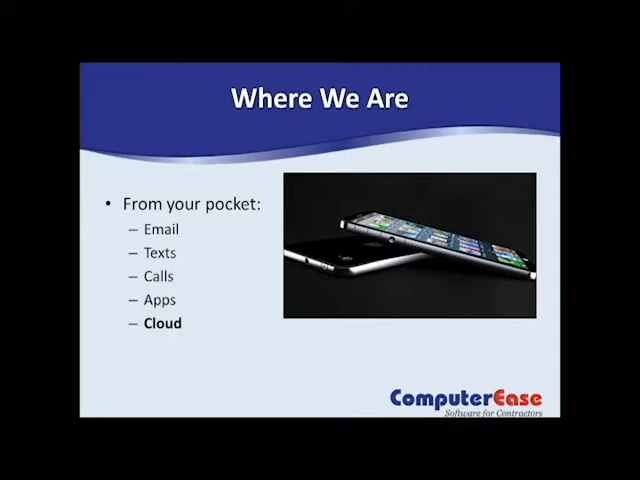 Where We Are
• From your pocket:
– Email
– Texts
– Calls
– Apps
– Cloud
ComputerEase
Software for Contractors